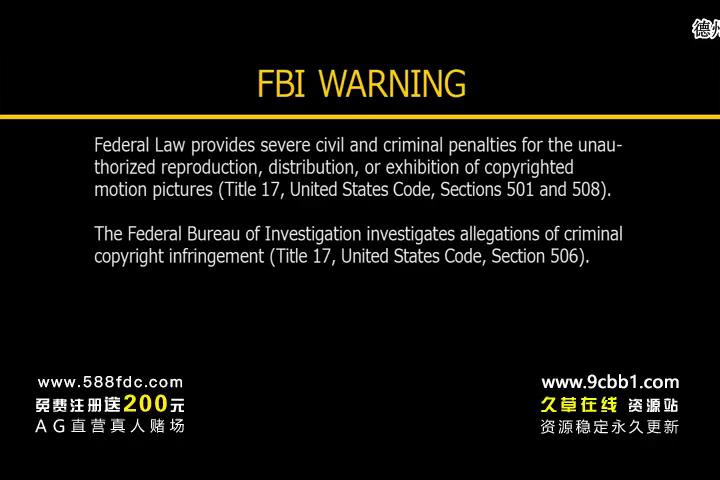 德州
FBI WARNING
Federal Law provides severe civil and criminal penalties for the unau-
thorized reproduction, distribution, or exhibition of copyrighted
motion pictures (Title 17, United States Code, Sections 501 and 508).
The Federal Bureau of Investigation investigates allegations of criminal
copyright infringement (Title 17, United States Code, Section 506).
www.588fdc.com
免费注册送200元
AG直营真人赌场
www.9cbb1.com
久草在线 资源站
资源稳定永久更新